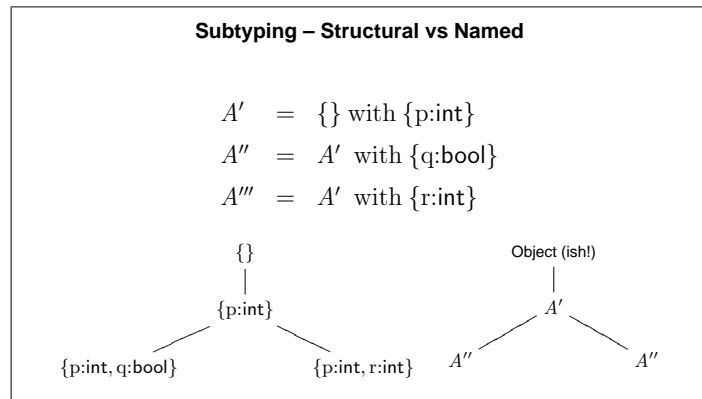 Subtyping – Structural vs Named
A′ = {} with {p:int}
A′′ = A′ with {q:bool}
A′′′ = A′ with {r:int}
{} Object (ish!)
{p:int} A′
{p:int, q:bool} {p:int, r:int} A′′ A′′